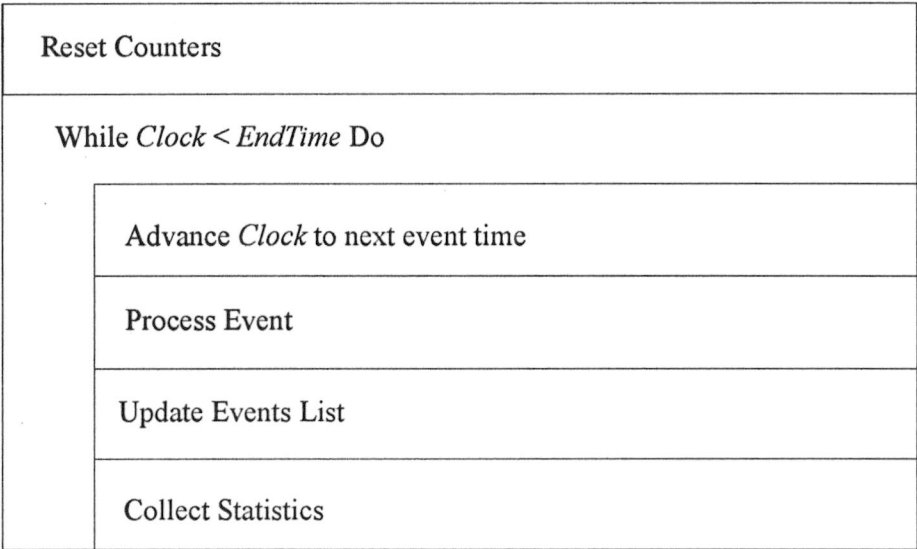 Reset Counters
While Clock < EndTime Do
Advance Clock to next event time
Process Event
Update Events List
Collect Statistics